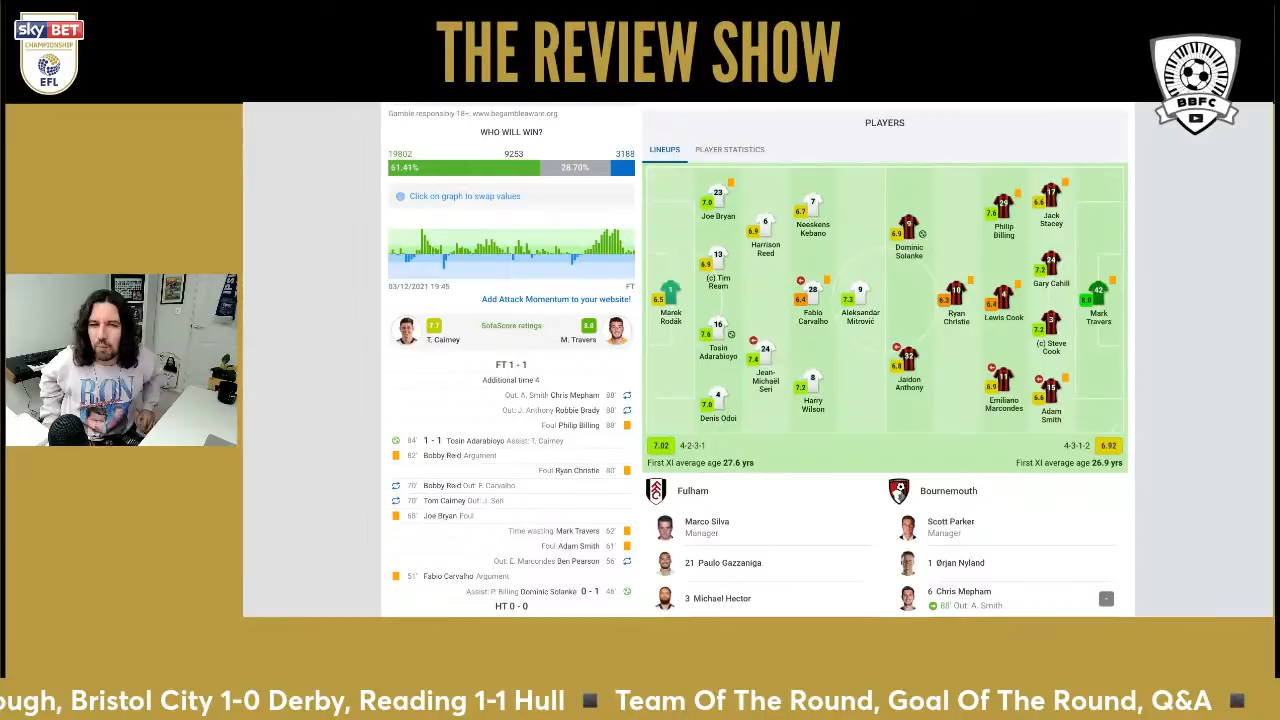 sky BET
CHAMPIONSHIP
EFL
THE REVIEW SHOW
BBFC
Gamble responsibly 18+, www.begambleaware.org
WHO WILL WIN?
19802 9253 3188
61.41% 28.70%
Click on graph to swap values
03/12/2021 19:45 FT
Add Attack Momentum to your website!
7.7 SofaScore ratings 8.0
T. Cairney M. Travers
FT 1 - 1
Additional time 4
Out: A. Smith Chris Mepham 88'
Out: J. Anthony Robbie Brady 88'
Foul Philip Billing 88'
84' 1 - 1 Tosin Adarabioyo Assist: T. Cairney
82' Bobby Reid Argument
Foul Ryan Christie 80'
70' Bobby Reid Out: F. Carvalho
70' Tom Cairney Out: J. Seri
68' Joe Bryan Foul
Time wasting Mark Travers 62'
Foul Adam Smith 61'
Out: E. Marcondes Ben Pearson 56'
51' Fabio Carvalho Argument
Assist: P. Billing Dominic Solanke 0 - 1 46'
HT 0 - 0
PLAYERS
LINEUPS PLAYER STATISTICS
1 6.5
Marek
Rodák
23 7.0
Joe Bryan
13 6.9
(c) Tim
Ream
16 7.6
Tosin
Adarabioyo
4 7.0
Denis Odoi
6 6.9
Harrison
Reed
24 7.4
Jean-
Michaël
Seri
7 6.7
Neeskens
Kebano
28 6.4
Fabio
Carvalho
8 7.2
Harry
Wilson
9 7.3
Aleksandar
Mitrović
9 6.9
Dominic
Solanke
32 6.8
Jaidon
Anthony
10 6.3
Ryan
Christie
29 7.6
Philip
Billing
4 6.4
Lewis Cook
11 6.9
Emiliano
Marcondes
17 6.6
Jack
Stacey
24 7.2
Gary Cahill
3 7.2
(c) Steve
Cook
15 6.6
Adam
Smith
42 8.0
Mark
Travers
7.02 4-2-3-1 4-3-1-2 6.92
First XI average age 27.6 yrs First XI average age 26.9 yrs
Fulham Bournemouth
Marco Silva Scott Parker
Manager Manager
21 Paulo Gazzaniga 1 Ørjan Nyland
3 Michael Hector 6 Chris Mepham
88' Out: A. Smith -
ough, Bristol City 1-0 Derby, Reading 1-1 Hull ▪ Team Of The Round, Goal Of The Round, Q&A ▪